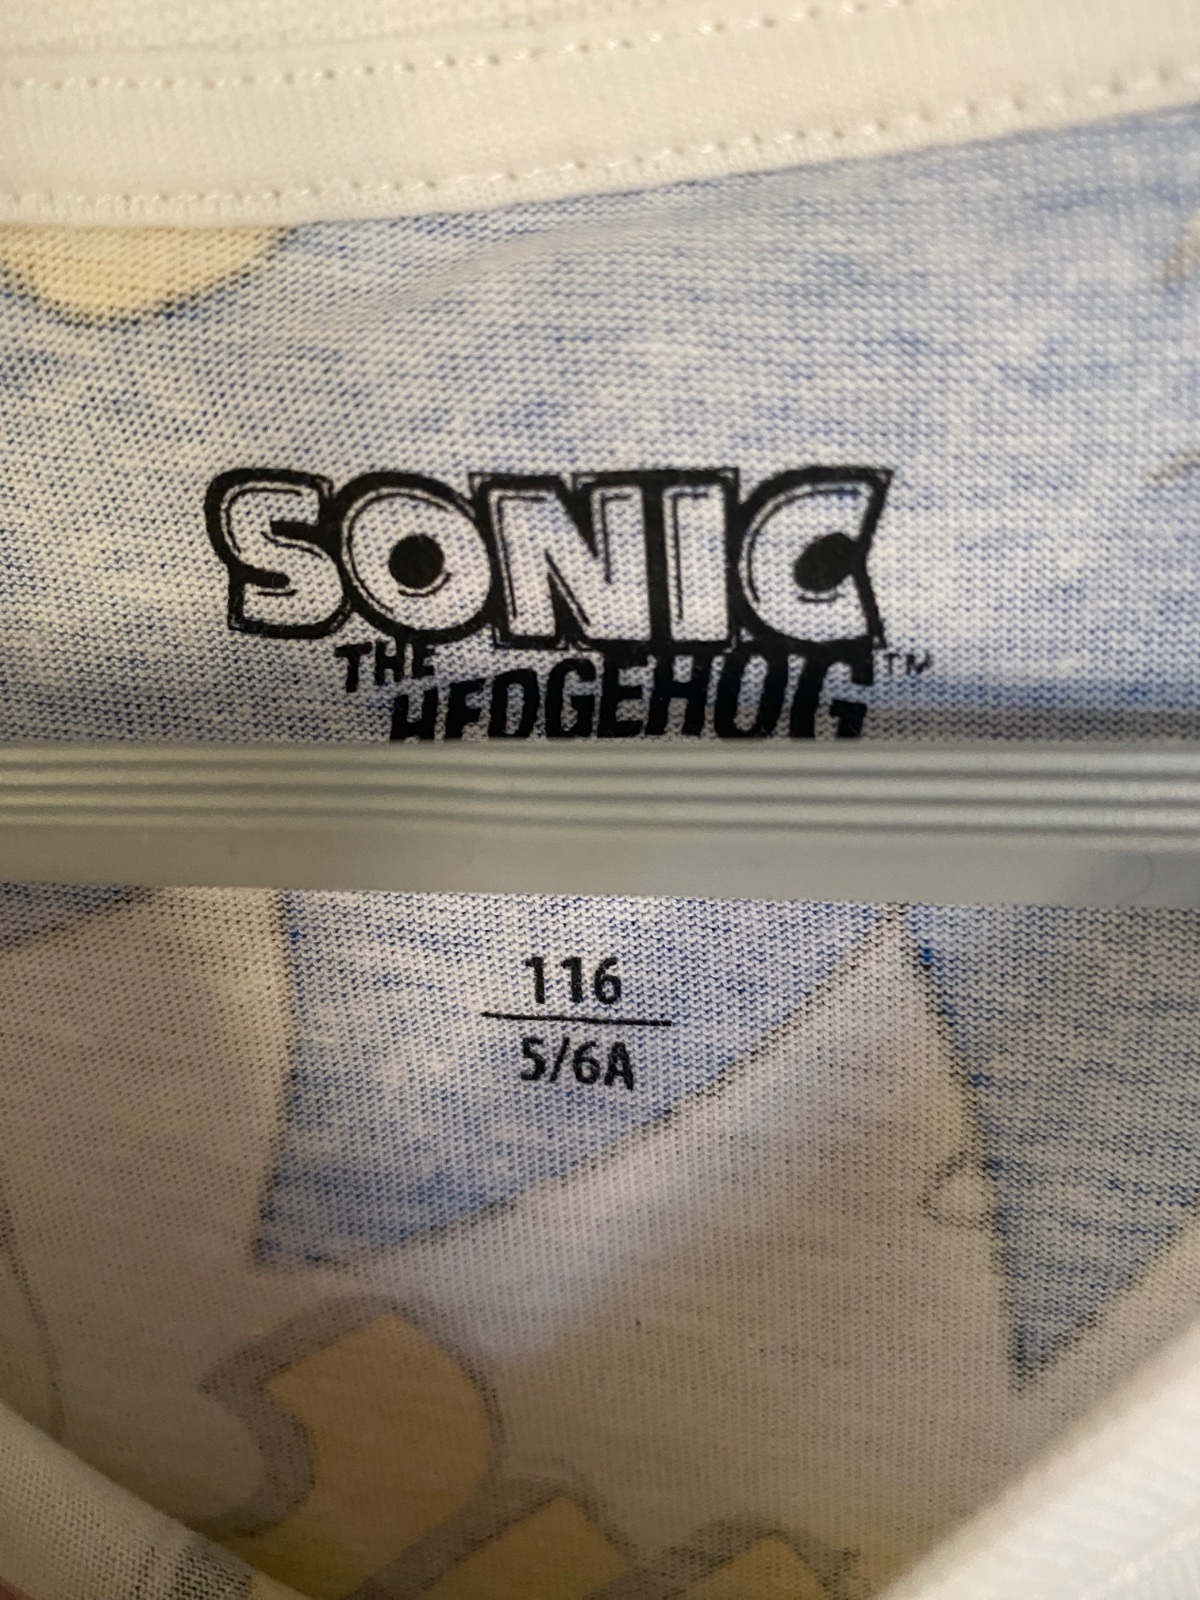 SONIC
THE
HEDGEHOG™
116
5/6A